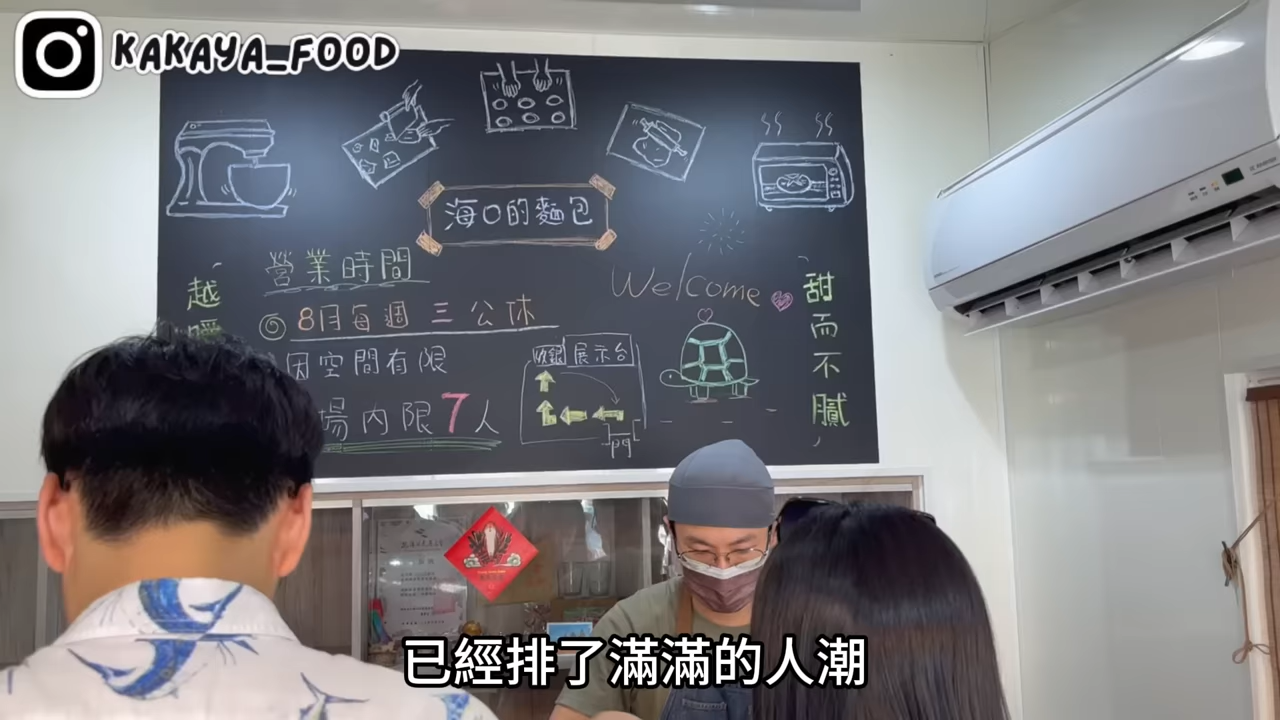 KAKAYA_FOOD
海口的麵包
營業時間
◎ 8月每週三公休
因空間有限
場內限7人
收銀 展示台
門
Welcome
越
甜而不膩
已經排了滿滿的人潮